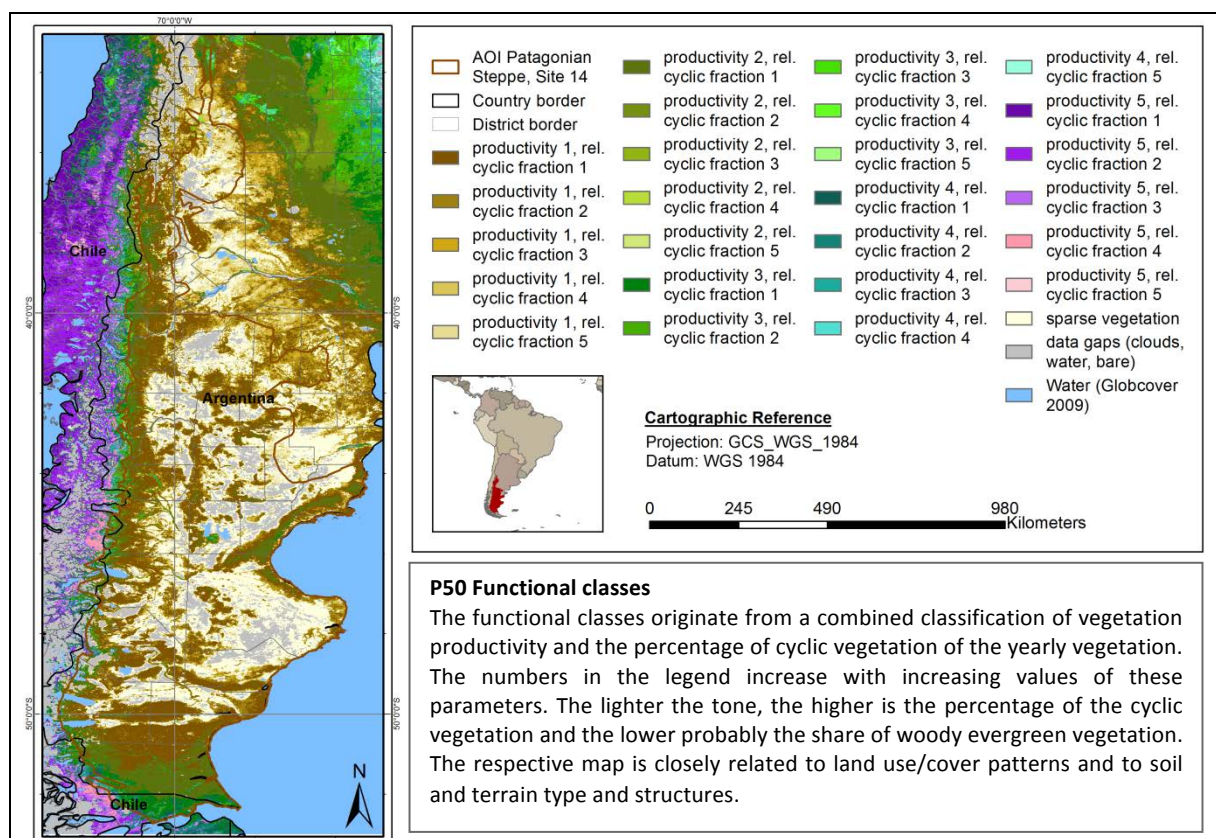 70°0'0"W
40°0'0"S
40°0'0"S
50°0'0"S
50°0'0"S
Chile
Argentina
Chile
N
AOI Patagonian
Steppe, Site 14
Country border
District border
productivity 1, rel.
cyclic fraction 1
productivity 1, rel.
cyclic fraction 2
productivity 1, rel.
cyclic fraction 3
productivity 1, rel.
cyclic fraction 4
productivity 1, rel.
cyclic fraction 5
productivity 2, rel.
cyclic fraction 1
productivity 2, rel.
cyclic fraction 2
productivity 2, rel.
cyclic fraction 3
productivity 2, rel.
cyclic fraction 4
productivity 2, rel.
cyclic fraction 5
productivity 3, rel.
cyclic fraction 1
productivity 3, rel.
cyclic fraction 2
productivity 3, rel.
cyclic fraction 3
productivity 3, rel.
cyclic fraction 4
productivity 3, rel.
cyclic fraction 5
productivity 4, rel.
cyclic fraction 1
productivity 4, rel.
cyclic fraction 2
productivity 4, rel.
cyclic fraction 3
productivity 4, rel.
cyclic fraction 4
productivity 4, rel.
cyclic fraction 5
productivity 5, rel.
cyclic fraction 1
productivity 5, rel.
cyclic fraction 2
productivity 5, rel.
cyclic fraction 3
productivity 5, rel.
cyclic fraction 4
productivity 5, rel.
cyclic fraction 5
sparse vegetation
data gaps (clouds,
water, bare)
Water (Globcover
2009)
Cartographic Reference
Projection: GCS_WGS_1984
Datum: WGS 1984
0 245 490 980
Kilometers
P50 Functional classes
The functional classes originate from a combined classification of vegetation
productivity and the percentage of cyclic vegetation of the yearly vegetation.
The numbers in the legend increase with increasing values of these
parameters. The lighter the tone, the higher is the percentage of the cyclic
vegetation and the lower probably the share of woody evergreen vegetation.
The respective map is closely related to land use/cover patterns and to soil
and terrain type and structures.